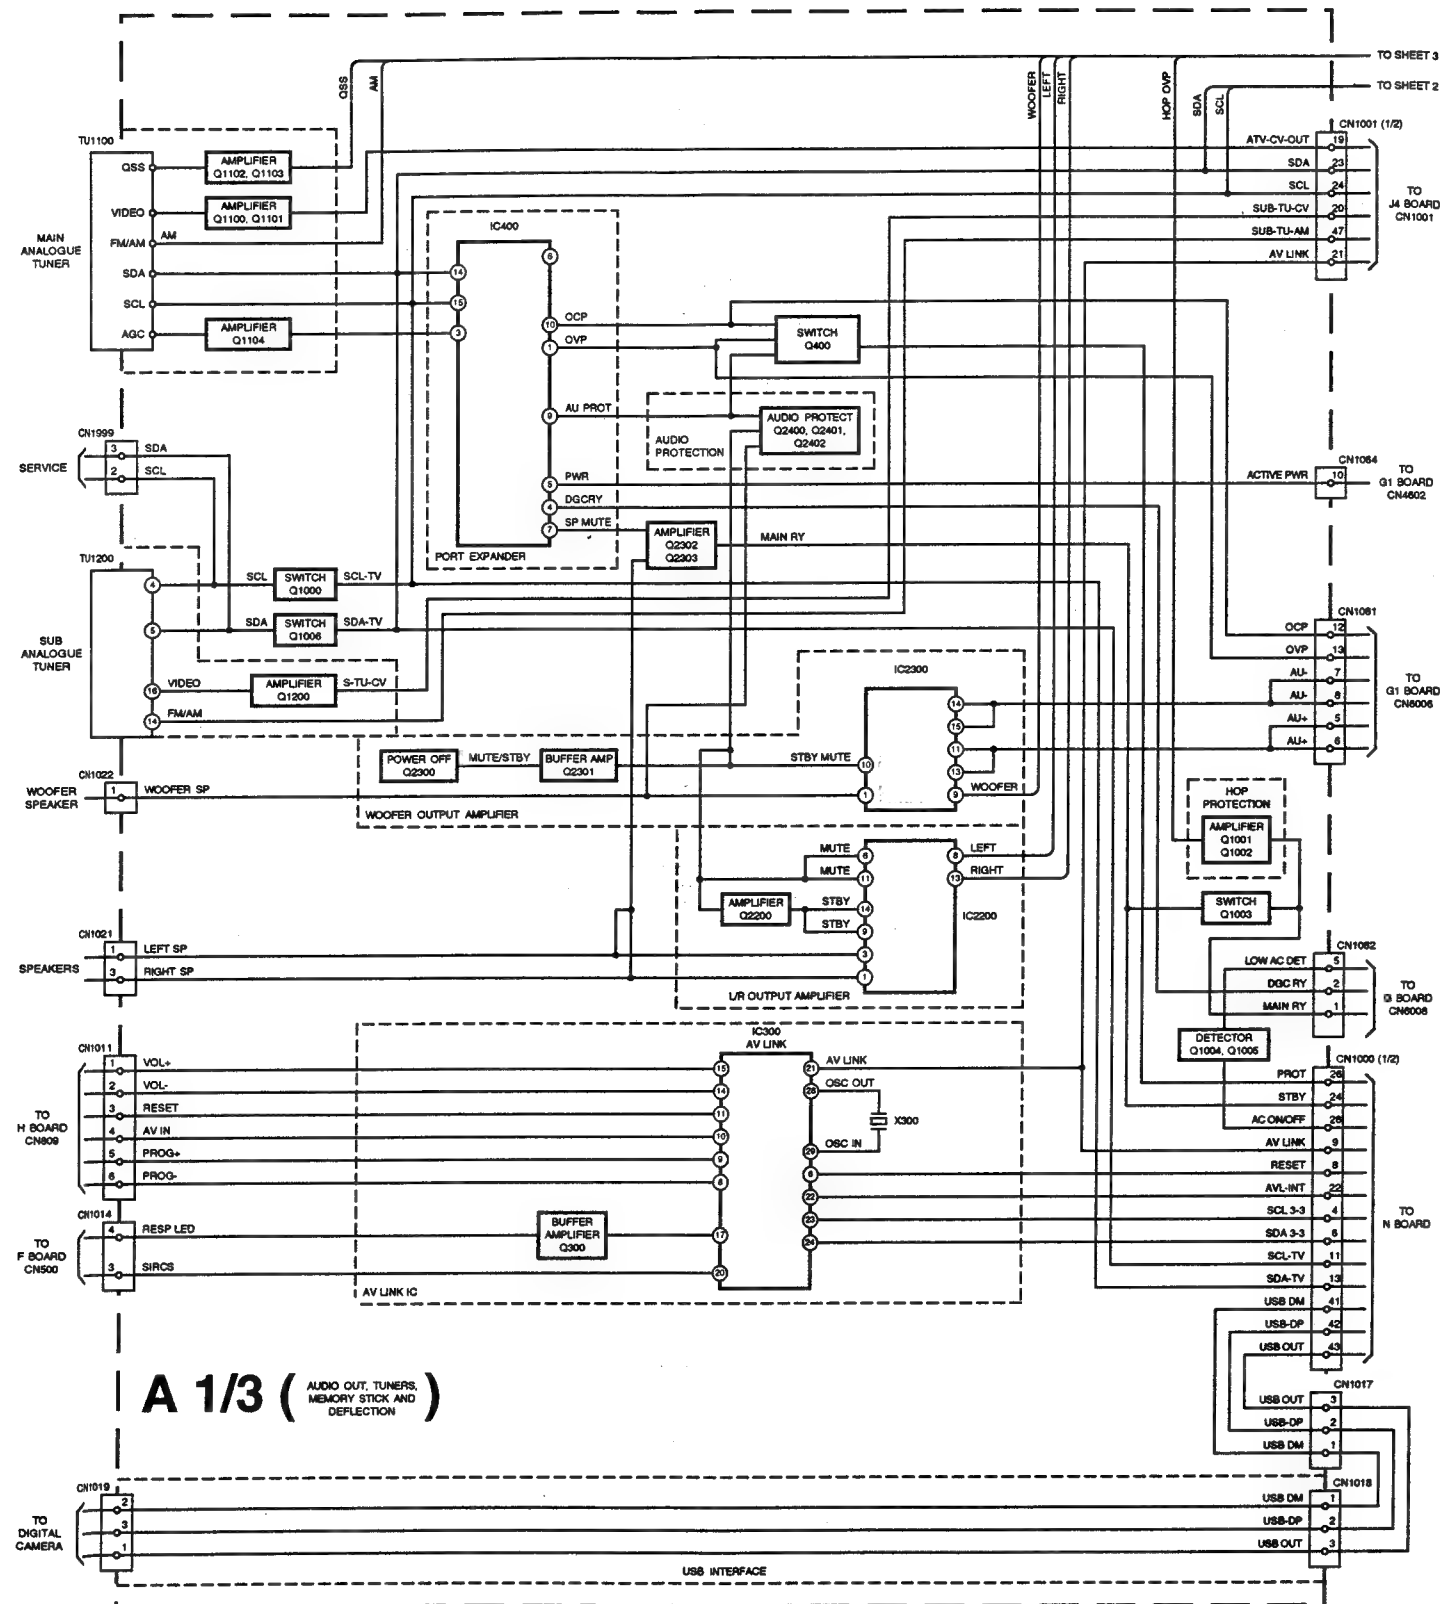 TO SHEET 3
TO SHEET 2
QSS
AM
WOOFER
LEFT
RIGHT
HOP OVP
SDA
SCL
TU1100
MAIN
ANALOGUE
TUNER
QSS
VIDEO
FM/AM
SDA
SCL
AGC
AM
AMPLIFIER
Q1102, Q1103
AMPLIFIER
Q1100, Q1101
AMPLIFIER
Q1104
IC400
14
15
3
6
10
1
9
5
4
7
OCP
OVP
AU PROT
PWR
DGCRY
SP MUTE
PORT EXPANDER
SWITCH
Q400
AUDIO PROTECT
Q2400, Q2401,
Q2402
AUDIO
PROTECTION
AMPLIFIER
Q2302
Q2303
MAIN RY
CN1001 (1/2)
ATV-CV-OUT 19
SDA 23
SCL 24
SUB-TU-CV 20
SUB-TU-AM 47
AV LINK 21
TO
J4 BOARD
CN1001
CN1064
ACTIVE PWR 10
TO
G1 BOARD
CN4602
CN1999
SERVICE
3 SDA
2 SCL
TU1200
SUB
ANALOGUE
TUNER
4
5
16
14
SCL
SWITCH
Q1000
SCL-TV
SDA
SWITCH
Q1006
SDA-TV
VIDEO
AMPLIFIER
Q1200
S-TU-CV
FM/AM
CN1061
OCP 12
OVP 13
AU- 7
AU- 8
AU+ 5
AU+ 6
TO
G1 BOARD
CN6006
IC2300
14
15
11
13
9
10
1
STBY MUTE
WOOFER
POWER OFF
Q2300
MUTE/STBY
BUFFER AMP
Q2301
WOOFER OUTPUT AMPLIFIER
CN1022
WOOFER
SPEAKER
1 WOOFER SP
HOP
PROTECTION
AMPLIFIER
Q1001
Q1002
SWITCH
Q1003
MUTE 6
MUTE 11
STBY 14
STBY 9
3
1
8 LEFT
13 RIGHT
IC2200
AMPLIFIER
Q2200
L/R OUTPUT AMPLIFIER
CN1021
SPEAKERS
1 LEFT SP
3 RIGHT SP
CN1062
LOW AC DET 5
DGC RY 2
MAIN RY 1
TO
G BOARD
CN6008
DETECTOR
Q1004, Q1005
CN1011
1 VOL+
2 VOL-
3 RESET
4 AV IN
5 PROG+
6 PROG-
TO
H BOARD
CN809
IC300
AV LINK
15
14
11
10
9
8
17
20
21 AV LINK
28 OSC OUT
29 OSC IN
6
22
23
24
X300
AV LINK IC
CN1014
4 RESP LED
3 SIRCS
TO
F BOARD
CN500
BUFFER
AMPLIFIER
Q300
CN1000 (1/2)
PROT 26
STBY 24
AC ON/OFF 28
AV LINK 9
RESET 8
AVL-INT 22
SCL 3-3 4
SDA 3-3 6
SCL-TV 11
SDA-TV 13
USB DM 41
USB-DP 42
USB OUT 43
TO
N BOARD
A 1/3 ( AUDIO OUT, TUNERS,
MEMORY STICK AND
DEFLECTION )
CN1017
USB OUT 3
USB-DP 2
USB DM 1
CN1019
TO
DIGITAL
CAMERA
2
3
1
CN1018
USB DM 1
USB-DP 2
USB OUT 3
USB INTERFACE